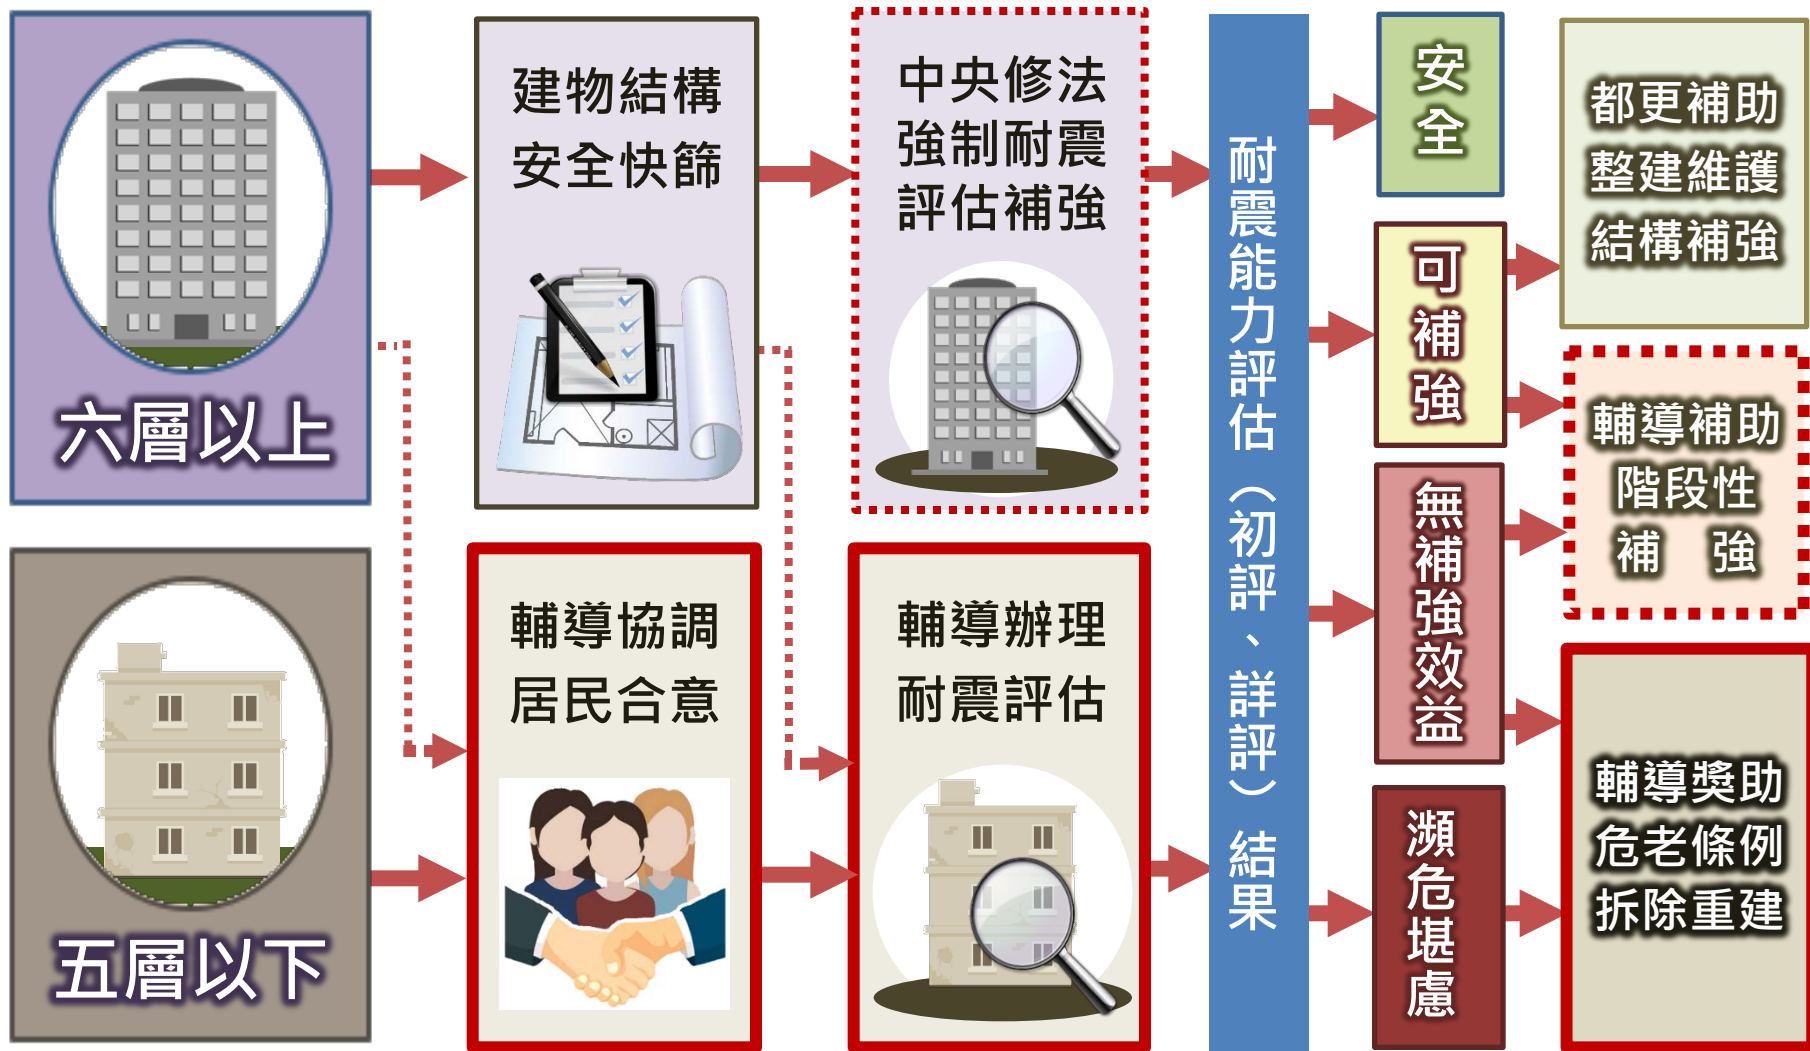 六層以上
建物結構
安全快篩
中央修法
強制耐震
評估補強
五層以下
輔導協調
居民合意
輔導辦理
耐震評估
耐震能力評估（初評、詳評）結果
安全
可補強
無補強效益
瀕危堪慮
都更補助
整建維護
結構補強
輔導補助
階段性
補　強
輔導獎助
危老條例
拆除重建